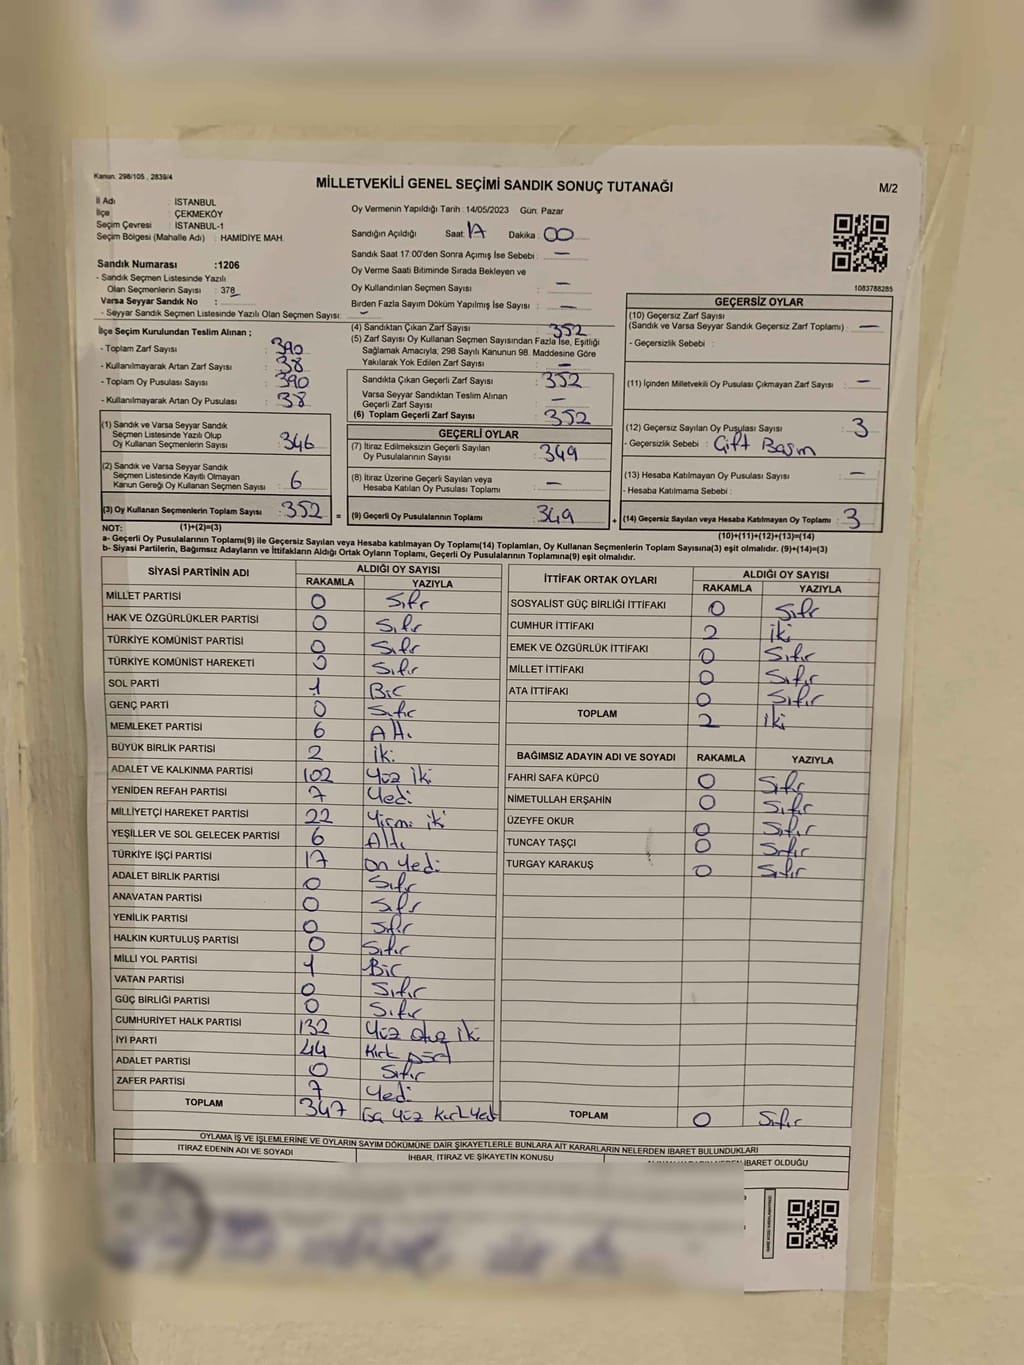 Kanun. 298/105 , 2839/4
MİLLETVEKİLİ GENEL SEÇİMİ SANDIK SONUÇ TUTANAĞI
M/2
İl Adı : İSTANBUL
İlçe : ÇEKMEKÖY
Seçim Çevresi : İSTANBUL-1
Seçim Bölgesi (Mahalle Adı) : HAMİDİYE MAH.
Oy Vermenin Yapıldığı Tarih :14/05/2023 Gün: Pazar
Sandığın Açıldığı Saat: Dakika: 00
Sandık Saat 17:00'den Sonra Açımış İse Sebebi : —
Oy Verme Saati Bitiminde Sırada Bekleyen ve
Oy Kullandırılan Seçmen Sayısı : —
Birden Fazla Sayım Döküm Yapılmış İse Sayısı : —
1083788285
Sandık Numarası :1206
- Sandık Seçmen Listesinde Yazılı
Olan Seçmenlerin Sayısı : 378
Varsa Seyyar Sandık No :
- Seyyar Sandık Seçmen Listesinde Yazılı Olan Seçmen Sayısı: —
İlçe Seçim Kurulundan Teslim Alınan ;
- Toplam Zarf Sayısı : 390
- Kullanılmayarak Artan Zarf Sayısı : 38
- Toplam Oy Pusulası Sayısı : 390
- Kullanılmayarak Artan Oy Pusulası : 38
(1) Sandık ve Varsa Seyyar Sandık
Seçmen Listesinde Yazılı Olup
Oy Kullanan Seçmenlerin Sayısı : 346
(2) Sandık ve Varsa Seyyar Sandık
Seçmen Listesinde Kayıtlı Olmayan
Kanun Gereği Oy Kullanan Seçmen Sayısı : 6
(3) Oy Kullanan Seçmenlerin Toplam Sayısı : 352 =
(1)+(2)=(3)
(4) Sandıktan Çıkan Zarf Sayısı : 352
(5) Zarf Sayısı Oy Kullanan Seçmen Sayısından Fazla İse, Eşitliği
Sağlamak Amacıyla, 298 Sayılı Kanunun 98. Maddesine Göre
Yakılarak Yok Edilen Zarf Sayısı : —
Sandıkta Çıkan Geçerli Zarf Sayısı : 352
Varsa Seyyar Sandıktan Teslim Alınan
Geçerli Zarf Sayısı : —
(6) Toplam Geçerli Zarf Sayısı : 352
GEÇERLİ OYLAR
(7) İtiraz Edilmeksizin Geçerli Sayılan
Oy Pusulalarının Sayısı : 349
(8) İtiraz Üzerine Geçerli Sayılan veya
Hesaba Katılan Oy Pusulası Toplamı : —
(9) Geçerli Oy Pusulalarının Toplamı : 349 +
GEÇERSİZ OYLAR
(10) Geçersiz Zarf Sayısı
(Sandık ve Varsa Seyyar Sandık Geçersiz Zarf Toplamı) : —
- Geçersizlik Sebebi :
(11) İçinden Milletvekili Oy Pusulası Çıkmayan Zarf Sayısı : —
(12) Geçersiz Sayılan Oy Pusulası Sayısı : 3
- Geçersizlik Sebebi : Çift Basım
(13) Hesaba Katılmayan Oy Pusulası Sayısı : —
- Hesaba Katılmama Sebebi :
(14) Geçersiz Sayılan veya Hesaba Katılmayan Oy Toplamı : 3
(10)+(11)+(12)+(13)=(14)
NOT:
a- Geçerli Oy Pusulalarının Toplamı(9) ile Geçersiz Sayılan veya Hesaba katılmayan Oy Toplamı(14) Toplamları, Oy Kullanan Seçmenlerin Toplam Sayısına(3) eşit olmalıdır. (9)+(14)=(3)
b- Siyasi Partilerin, Bağımsız Adayların ve İttifakların Aldığı Ortak Oyların Toplamı, Geçerli Oy Pusulalarının Toplamına(9) eşit olmalıdır.
SİYASİ PARTİNİN ADI ALDIĞI OY SAYISI
RAKAMLA YAZIYLA
MİLLET PARTİSİ 0 Sıfır
HAK VE ÖZGÜRLÜKLER PARTİSİ 0 Sıfır
TÜRKİYE KOMÜNİST PARTİSİ 0 Sıfır
TÜRKİYE KOMÜNİST HAREKETİ 0 Sıfır
SOL PARTİ 1 Bir
GENÇ PARTİ 0 Sıfır
MEMLEKET PARTİSİ 6 Altı
BÜYÜK BİRLİK PARTİSİ 2 iki
ADALET VE KALKINMA PARTİSİ 102 Yüz iki
YENİDEN REFAH PARTİSİ 7 Yedi
MİLLİYETÇİ HAREKET PARTİSİ 22 Yirmi iki
YEŞİLLER VE SOL GELECEK PARTİSİ 6 Altı
TÜRKİYE İŞÇİ PARTİSİ 17 on Yedi
ADALET BİRLİK PARTİSİ 0 Sıfır
ANAVATAN PARTİSİ 0 Sıfır
YENİLİK PARTİSİ 0 Sıfır
HALKIN KURTULUŞ PARTİSİ 0 Sıfır
MİLLİ YOL PARTİSİ 1 Bir
VATAN PARTİSİ 0 Sıfır
GÜÇ BİRLİĞİ PARTİSİ 0 Sıfır
CUMHURİYET HALK PARTİSİ 132 Yüz otuz iki
İYİ PARTİ 44 Kırk Dört
ADALET PARTİSİ 0 Sıfır
ZAFER PARTİSİ 7 Yedi
TOPLAM 347 Üç Yüz Kırk Yedi
İTTİFAK ORTAK OYLARI ALDIĞI OY SAYISI
RAKAMLA YAZIYLA
SOSYALİST GÜÇ BİRLİĞİ İTTİFAKI 0 Sıfır
CUMHUR İTTİFAKI 2 iki
EMEK VE ÖZGÜRLÜK İTTİFAKI 0 Sıfır
MİLLET İTTİFAKI 0 Sıfır
ATA İTTİFAKI 0 Sıfır
TOPLAM 2 iki
BAĞIMSIZ ADAYIN ADI VE SOYADI RAKAMLA YAZIYLA
FAHRİ SAFA KÜPCÜ 0 Sıfır
NİMETULLAH ERŞAHİN 0 Sıfır
ÜZEYFE OKUR 0 Sıfır
TUNCAY TAŞÇI 0 Sıfır
TURGAY KARAKUŞ 0 Sıfır
TOPLAM 0 Sıfır
OYLAMA İŞ VE İŞLEMLERİNE VE OYLARIN SAYIM DÖKÜMÜNE DAİR ŞİKAYETLERLE BUNLARA AİT KARARLARIN NELERDEN İBARET BULUNDUKLARI
İTİRAZ EDENİN ADI VE SOYADI İHBAR, İTİRAZ VE ŞİKAYETİN KONUSU İBARET OLDUĞU